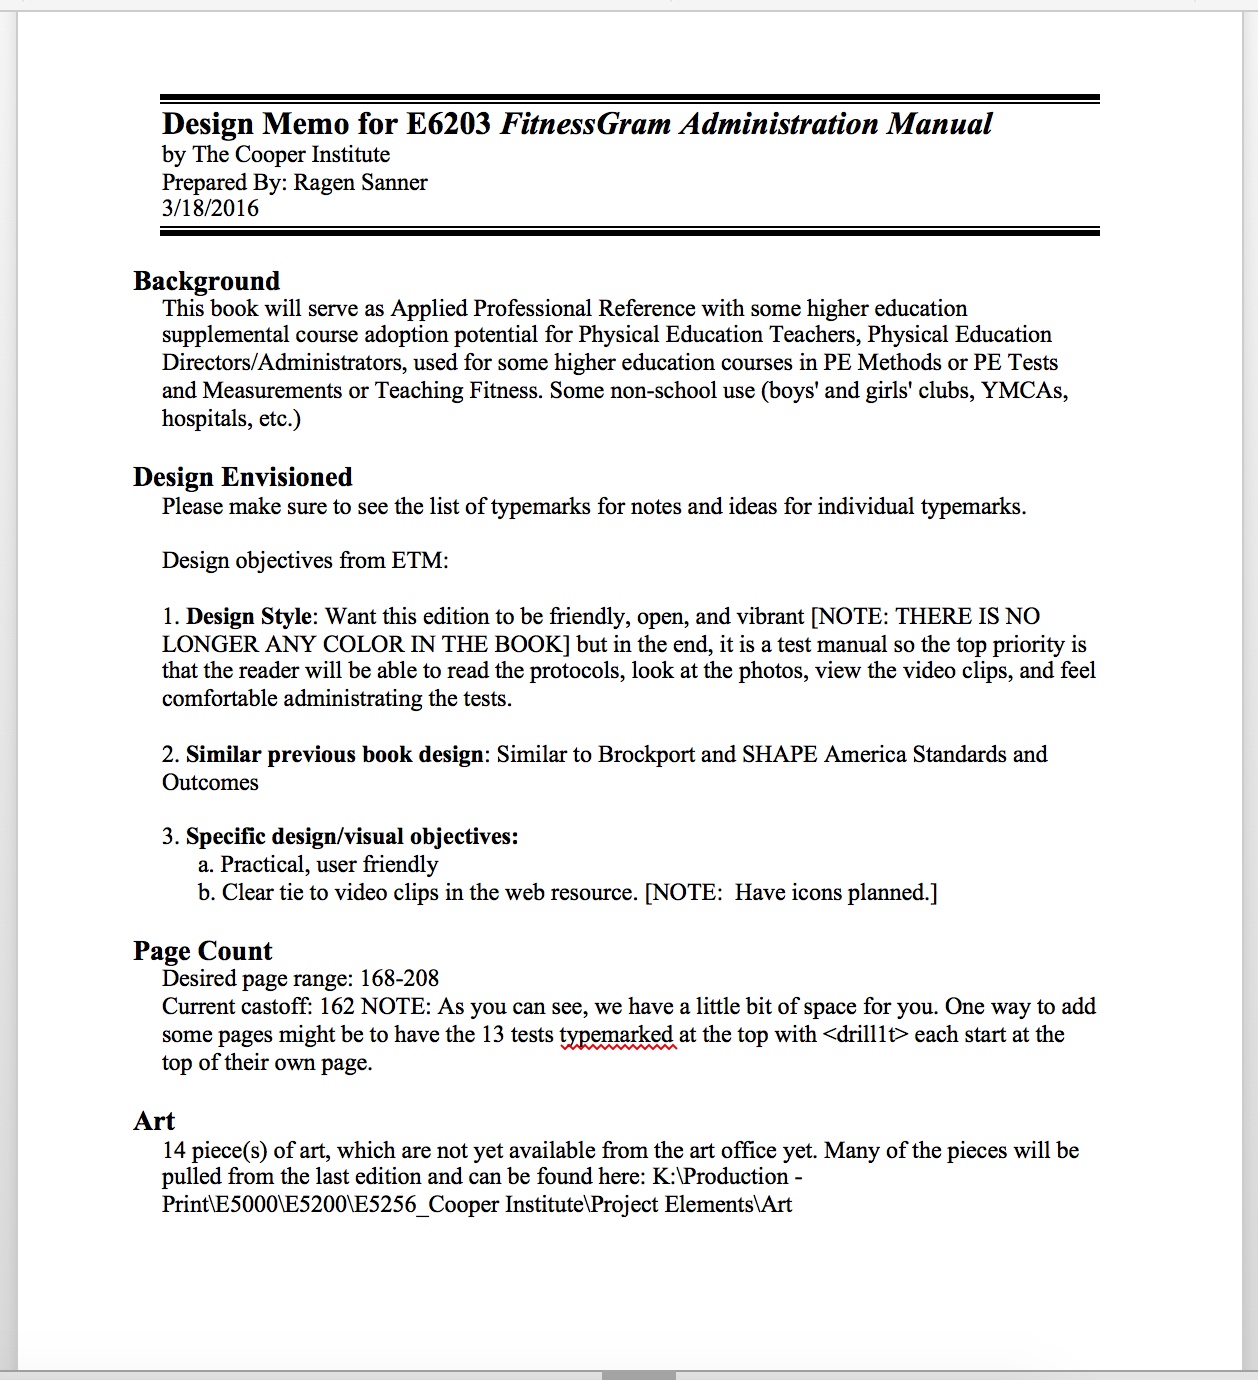 Design Memo for E6203 FitnessGram Administration Manual
by The Cooper Institute
Prepared By: Ragen Sanner
3/18/2016
Background
This book will serve as Applied Professional Reference with some higher education
supplemental course adoption potential for Physical Education Teachers, Physical Education
Directors/Administrators, used for some higher education courses in PE Methods or PE Tests
and Measurements or Teaching Fitness. Some non-school use (boys' and girls' clubs, YMCAs,
hospitals, etc.)
Design Envisioned
Please make sure to see the list of typemarks for notes and ideas for individual typemarks.
Design objectives from ETM:
1. Design Style: Want this edition to be friendly, open, and vibrant [NOTE: THERE IS NO
LONGER ANY COLOR IN THE BOOK] but in the end, it is a test manual so the top priority is
that the reader will be able to read the protocols, look at the photos, view the video clips, and feel
comfortable administrating the tests.
2. Similar previous book design: Similar to Brockport and SHAPE America Standards and
Outcomes
3. Specific design/visual objectives:
a. Practical, user friendly
b. Clear tie to video clips in the web resource. [NOTE:  Have icons planned.]
Page Count
Desired page range: 168-208
Current castoff: 162 NOTE: As you can see, we have a little bit of space for you. One way to add
some pages might be to have the 13 tests typemarked at the top with <drill1t> each start at the
top of their own page.
Art
14 piece(s) of art, which are not yet available from the art office yet. Many of the pieces will be
pulled from the last edition and can be found here: K:\Production -
Print\E5000\E5200\E5256_Cooper Institute\Project Elements\Art